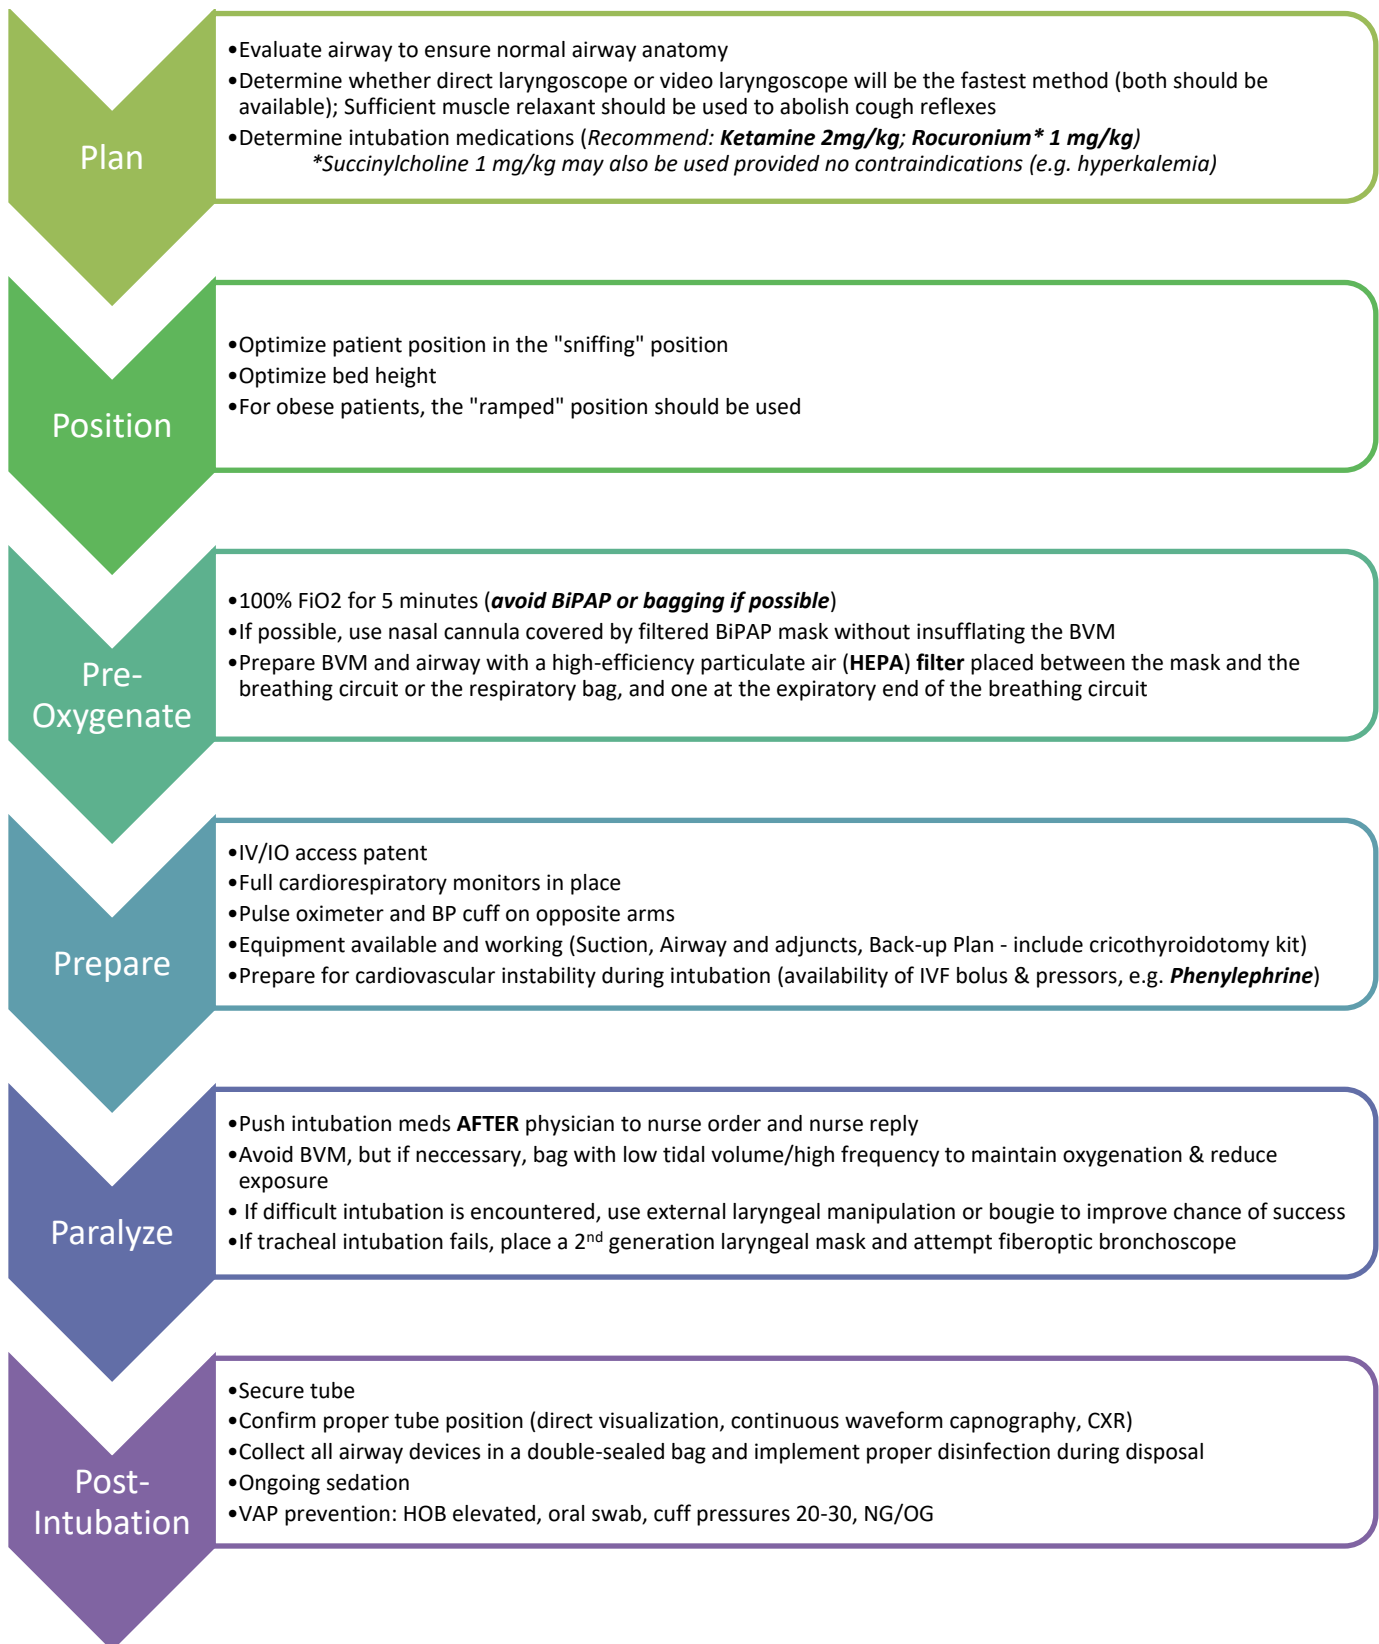 Plan
•Evaluate airway to ensure normal airway anatomy
•Determine whether direct laryngoscope or video laryngoscope will be the fastest method (both should be
available); Sufficient muscle relaxant should be used to abolish cough reflexes
•Determine intubation medications (Recommend: Ketamine 2mg/kg; Rocuronium* 1 mg/kg)
*Succinylcholine 1 mg/kg may also be used provided no contraindications (e.g. hyperkalemia)
Position
•Optimize patient position in the "sniffing" position
•Optimize bed height
•For obese patients, the "ramped" position should be used
Pre-
Oxygenate
•100% FiO2 for 5 minutes (avoid BiPAP or bagging if possible)
•If possible, use nasal cannula covered by filtered BiPAP mask without insufflating the BVM
•Prepare BVM and airway with a high-efficiency particulate air (HEPA) filter placed between the mask and the
breathing circuit or the respiratory bag, and one at the expiratory end of the breathing circuit
Prepare
•IV/IO access patent
•Full cardiorespiratory monitors in place
•Pulse oximeter and BP cuff on opposite arms
•Equipment available and working (Suction, Airway and adjuncts, Back-up Plan - include cricothyroidotomy kit)
•Prepare for cardiovascular instability during intubation (availability of IVF bolus & pressors, e.g. Phenylephrine)
Paralyze
•Push intubation meds AFTER physician to nurse order and nurse reply
•Avoid BVM, but if neccessary, bag with low tidal volume/high frequency to maintain oxygenation & reduce
exposure
• If difficult intubation is encountered, use external laryngeal manipulation or bougie to improve chance of success
•If tracheal intubation fails, place a 2nd generation laryngeal mask and attempt fiberoptic bronchoscope
Post-
Intubation
•Secure tube
•Confirm proper tube position (direct visualization, continuous waveform capnography, CXR)
•Collect all airway devices in a double-sealed bag and implement proper disinfection during disposal
•Ongoing sedation
•VAP prevention: HOB elevated, oral swab, cuff pressures 20-30, NG/OG